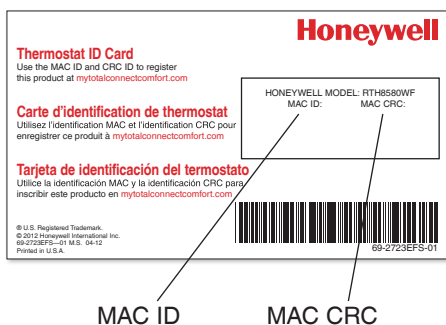 Honeywell
Thermostat ID Card
Use the MAC ID and CRC ID to register
this product at mytotalconnectcomfort.com
HONEYWELL MODEL: RTH8580WF
MAC ID: MAC CRC:
Carte d'identification de thermostat
Utilisez l'identification MAC et l'identification CRC pour
enregistrer ce produit à mytotalconnectcomfort.com
Tarjeta de identificación del termostato
Utilice la identificación MAC y la identificación CRC para
inscribir este producto en mytotalconnectcomfort.com
® U.S. Registered Trademark.
© 2012 Honeywell International Inc.
69-2723EFS—01 M.S. 04-12
Printed in U.S.A.
69-2723EFS-01
MAC ID MAC CRC